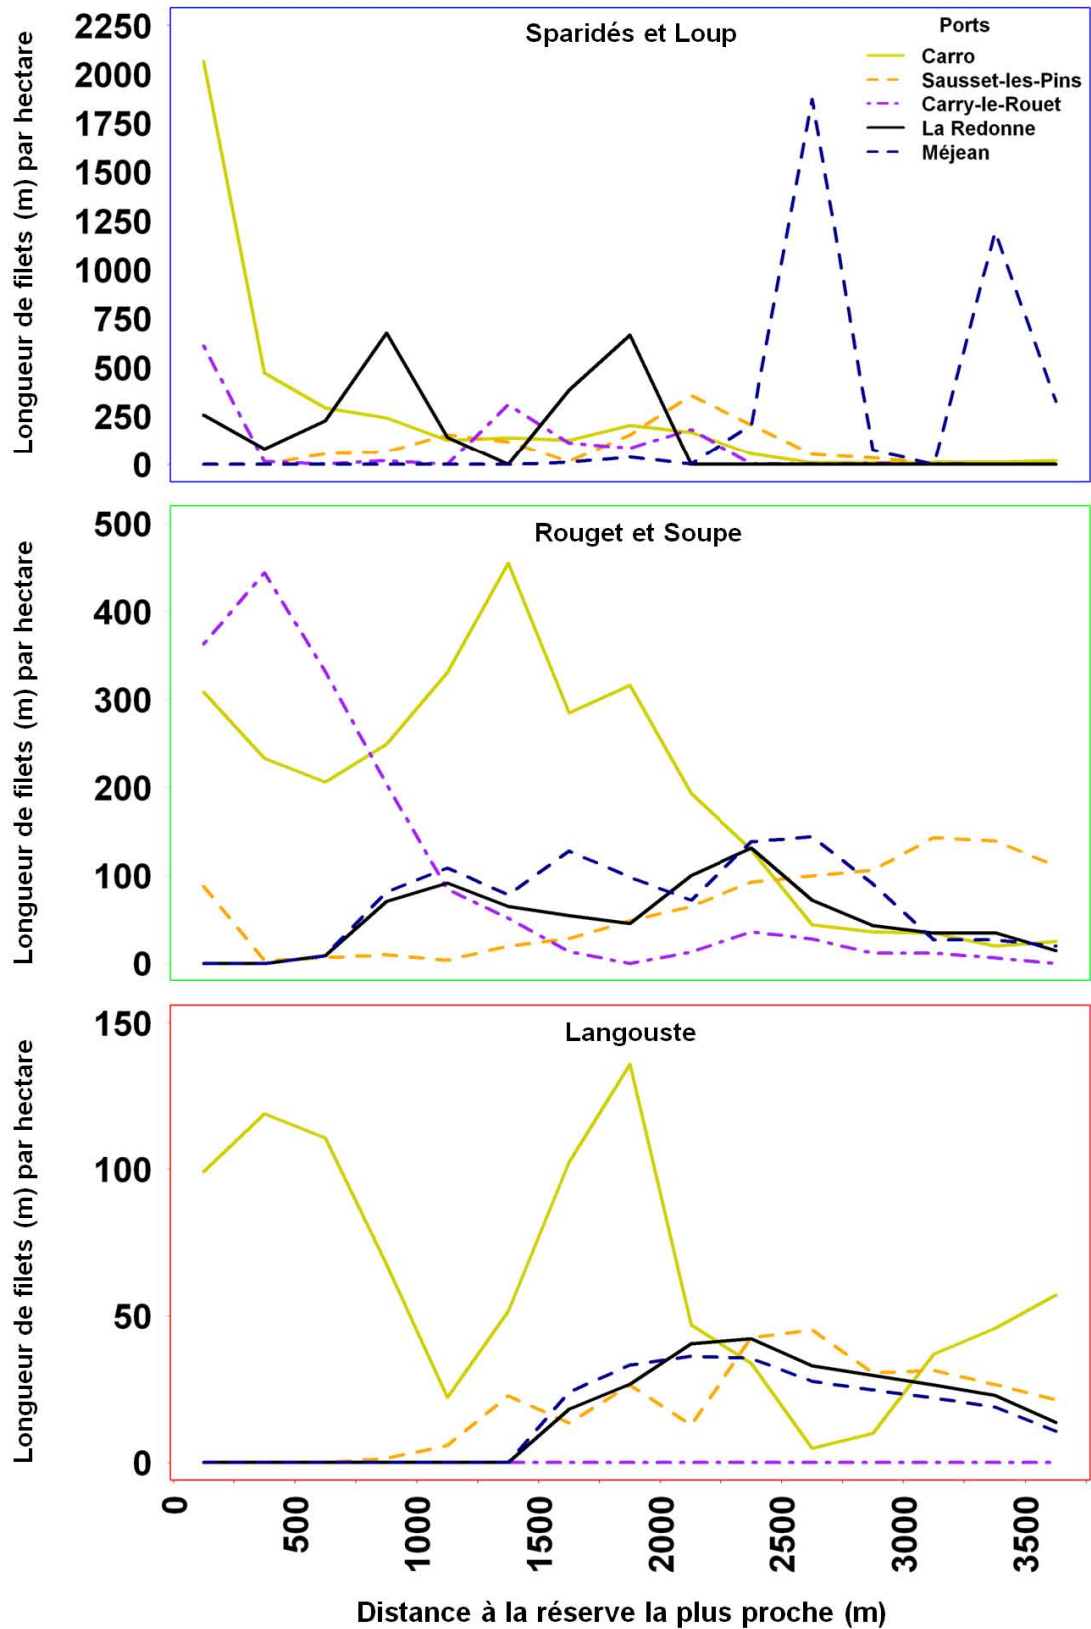 Sparidés et Loup
Ports
Carro
Sausset-les-Pins
Carry-le-Rouet
La Redonne
Méjean
Longueur de filets (m) par hectare
2250
2000
1750
1500
1250
1000
750
500
250
0
Rouget et Soupe
Longueur de filets (m) par hectare
500
400
300
200
100
0
Langouste
Longueur de filets (m) par hectare
150
100
50
0
0
500
1000
1500
2000
2500
3000
3500
Distance à la réserve la plus proche (m)